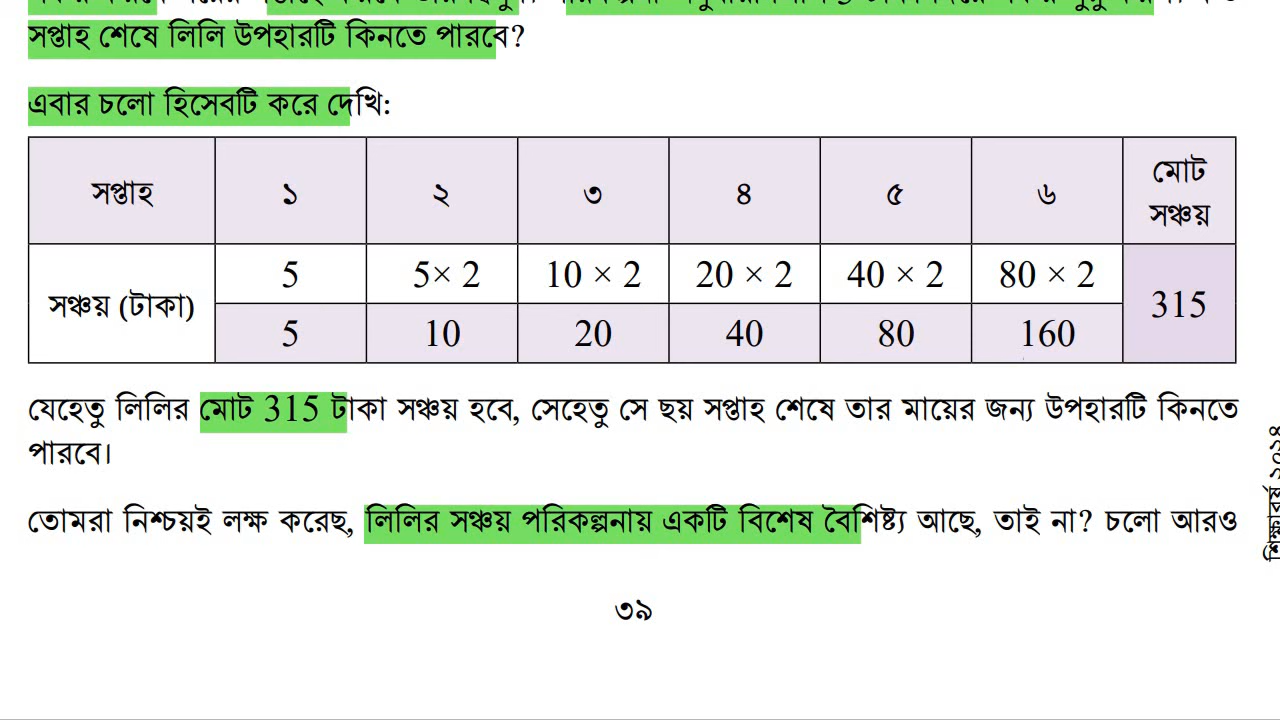 সপ্তাহ শেষে লিলি উপহারটি কিনতে পারবে?
এবার চলো হিসেবটি করে দেখি:
সপ্তাহ ১ ২ ৩ ৪ ৫ ৬ মোট সঞ্চয়
সঞ্চয় (টাকা) 5 5× 2 10 × 2 20 × 2 40 × 2 80 × 2 315
5 10 20 40 80 160
যেহেতু লিলির মোট 315 টাকা সঞ্চয় হবে, সেহেতু সে ছয় সপ্তাহ শেষে তার মায়ের জন্য উপহারটি কিনতে
পারবে।
তোমরা নিশ্চয়ই লক্ষ করেছ, লিলির সঞ্চয় পরিকল্পনায় একটি বিশেষ বৈশিষ্ট্য আছে, তাই না? চলো আরও
৩৯